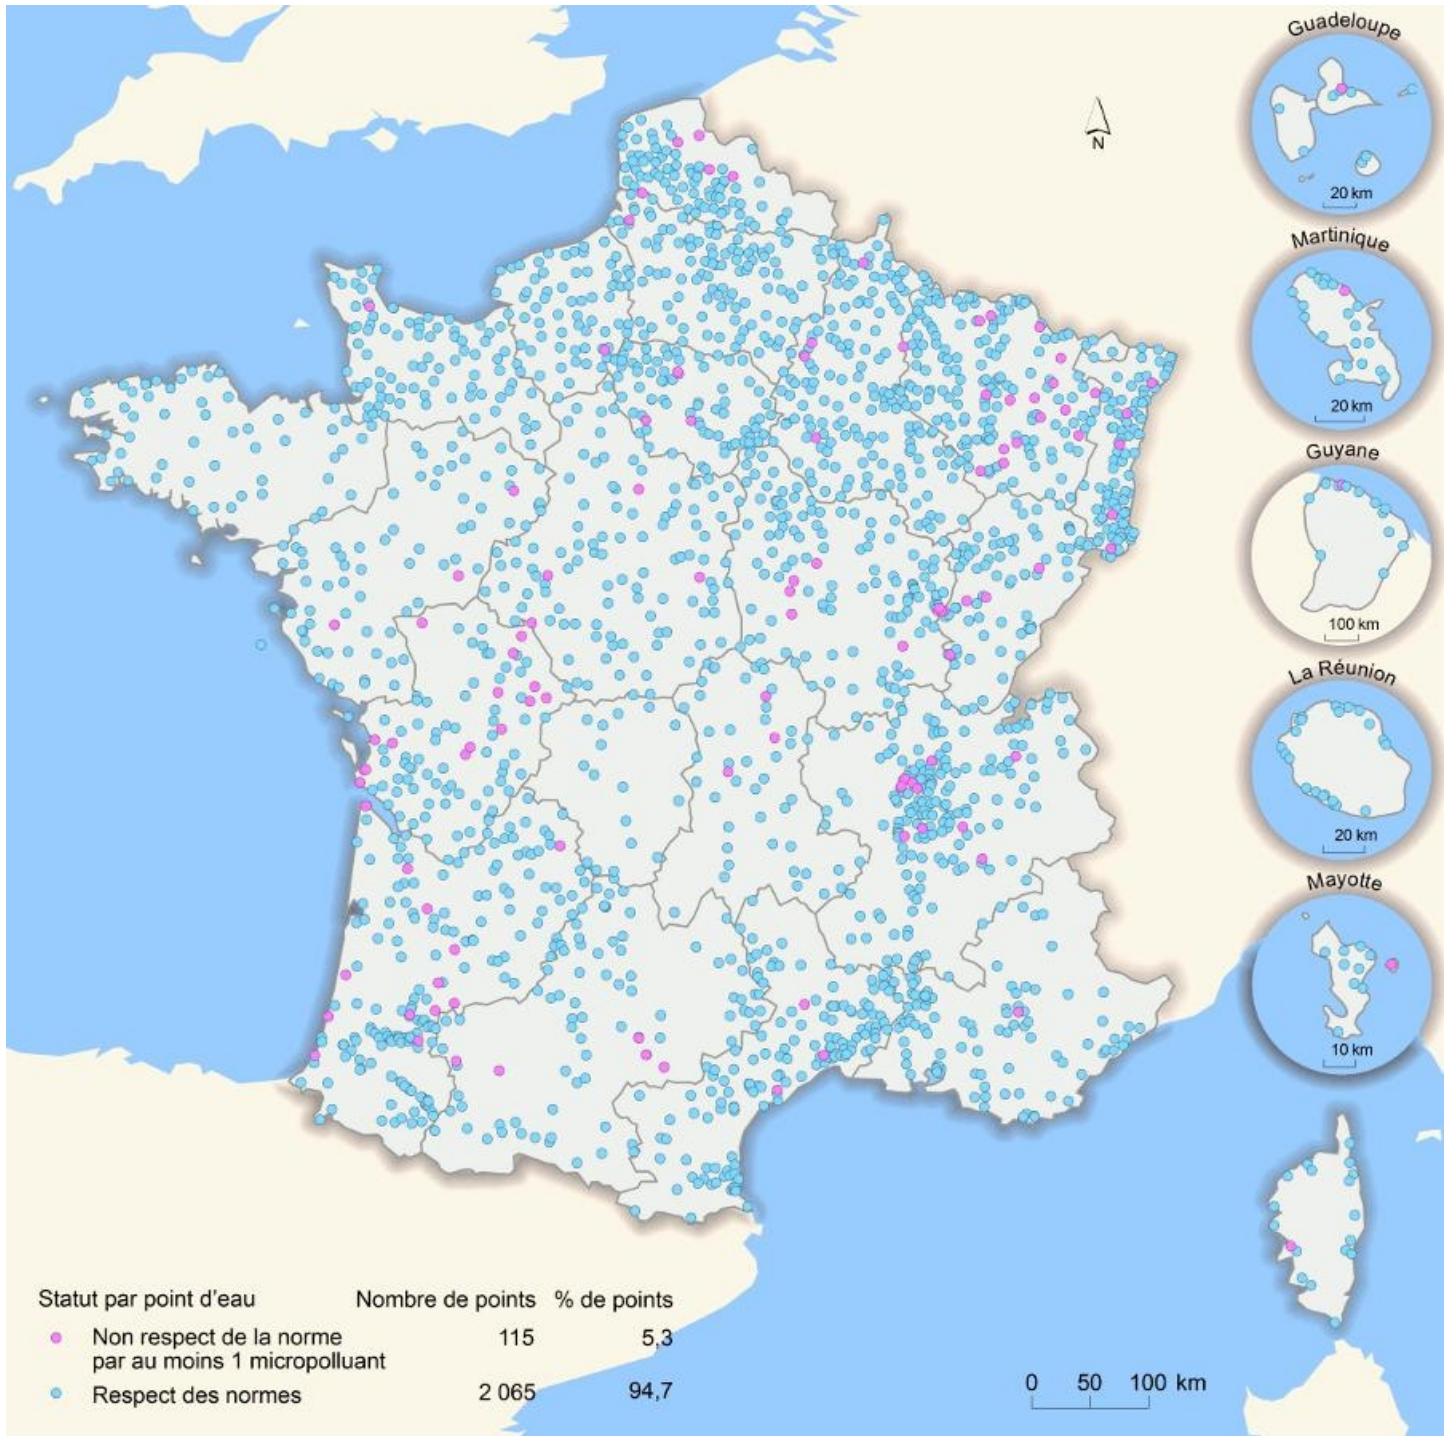 Guadeloupe
20 km
N
Martinique
20 km
Guyane
100 km
La Réunion
20 km
Mayotte
10 km
Statut par point d'eau Nombre de points % de points
Non respect de la norme 115 5,3
par au moins 1 micropolluant
Respect des normes 2 065 94,7
0 50 100 km